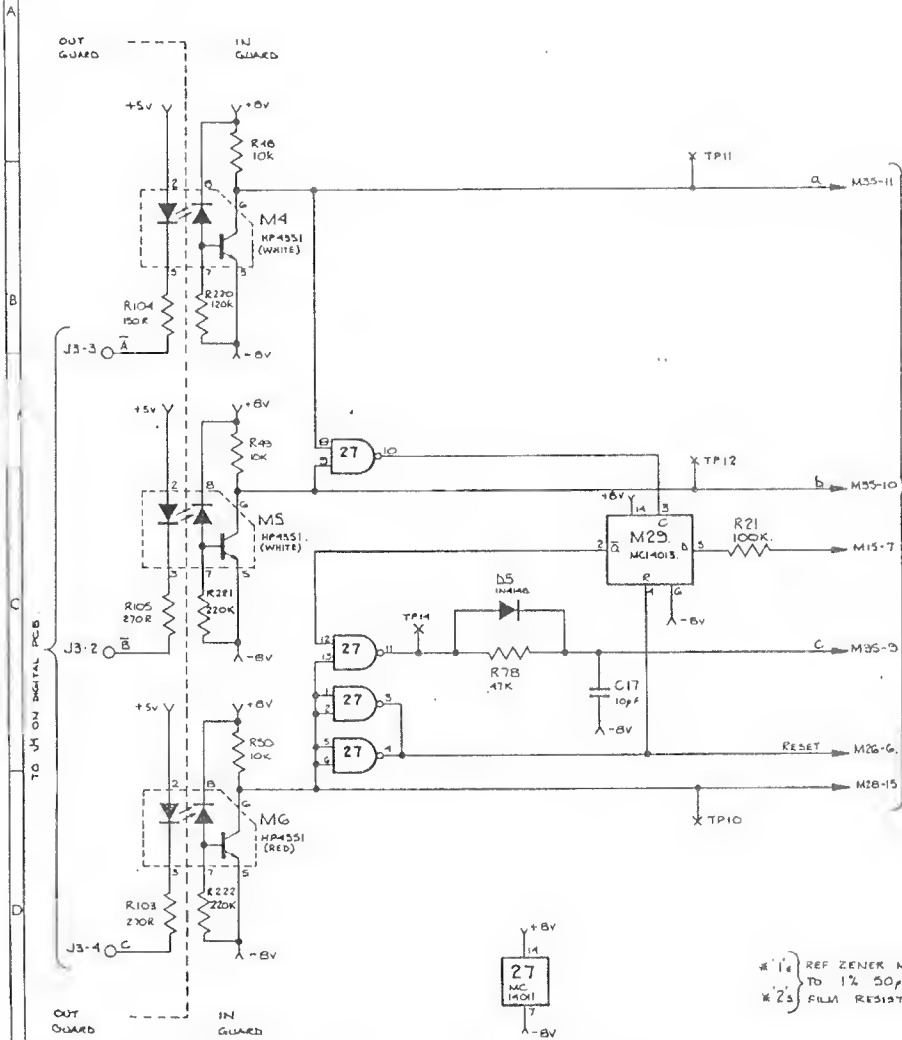 A
OUT GUARD
IN GUARD
+5V
+8V
R48
10K
TP11
a
M35-11
2
8
6
M4
HP4351
(WHITE)
3
7
5
B
R104
150R
R220
120K
J3-3
A̅
-8V
+5V
+8V
R49
10K
8
9
27
10
TP12
b
M35-10
2
8
6
M5
HP4351
(WHITE)
+8V
14
3
C
2
Q̅
M29
MC14013
D
5
R21
100K
M15-7
R
4
6
-8V
3
7
5
C
R105
270R
R221
220K
D5
1N4148
TP14
12
13
27
11
C
M35-9
J3-2
B̅
-8V
R78
47K
C17
10pF
-8V
TO J4 ON DIGITAL PCB
+5V
+8V
1
2
27
3
R50
10K
5
6
27
4
RESET
M26-6
M28-15
2
8
6
M6
HP4351
(RED)
TP10
3
7
5
D
R103
270R
R222
220K
J3-4
C
-8V
+8V
14
27
MC
14011
7
-8V
*'1's
REF ZENER
TO 1% 50p
*'2's
FILM RESIST
OUT GUARD
IN GUARD